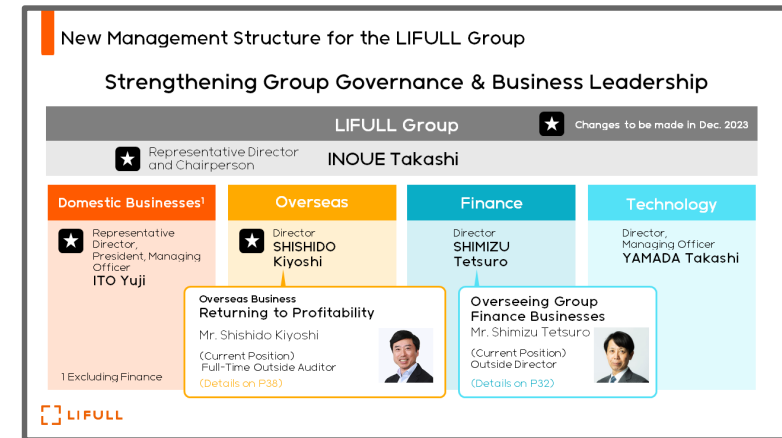 New Management Structure for the LIFULL Group
Strengthening Group Governance & Business Leadership
LIFULL Group
Changes to be made in Dec. 2023
Representative Director
and Chairperson
INOUE Takashi
Domestic Businesses¹
Representative
Director,
President, Managing
Officer
ITO Yuji
1 Excluding Finance
Overseas
Director
SHISHIDO
Kiyoshi
Overseas Business
Returning to Profitability
Mr. Shishido Kiyoshi
(Current Position)
Full-Time Outside Auditor
(Details on P38)
Finance
Director
SHIMIZU
Tetsuro
Overseeing Group
Finance Businesses
Mr. Shimizu Tetsuro
(Current Position)
Outside Director
(Details on P32)
Technology
Director,
Managing Officer
YAMADA Takashi
LIFULL